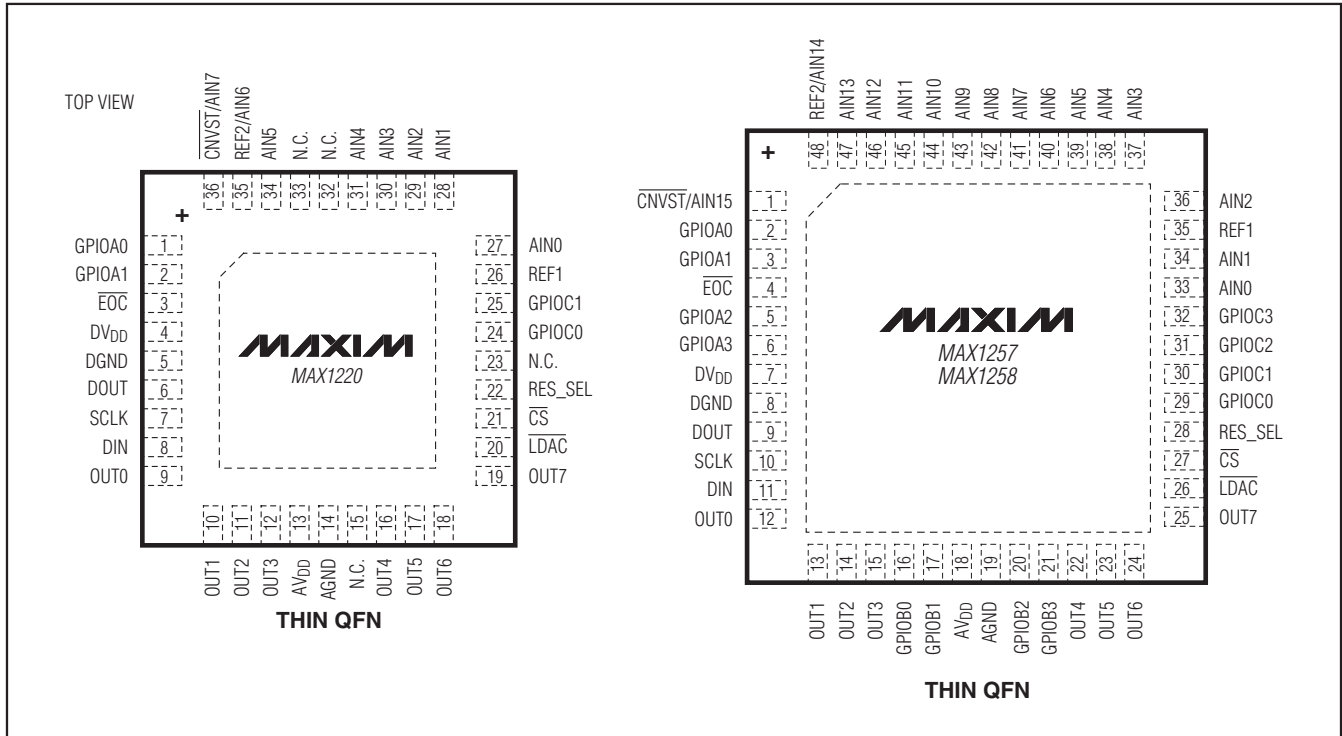 TOP VIEW
CNVST/AIN7
REF2/AIN6
AIN5
N.C.
N.C.
AIN4
AIN3
AIN2
AIN1
36 35 34 33 32 31 30 29 28
+
GPIOA0 1
GPIOA1 2
EOC 3
DVDD 4
DGND 5
DOUT 6
SCLK 7
DIN 8
OUT0 9
MAXIM
MAX1220
27 AIN0
26 REF1
25 GPIOC1
24 GPIOC0
23 N.C.
22 RES_SEL
21 CS
20 LDAC
19 OUT7
10 11 12 13 14 15 16 17 18
OUT1
OUT2
OUT3
AVDD
AGND
N.C.
OUT4
OUT5
OUT6
THIN QFN
REF2/AIN14
AIN13
AIN12
AIN11
AIN10
AIN9
AIN8
AIN7
AIN6
AIN5
AIN4
AIN3
48 47 46 45 44 43 42 41 40 39 38 37
+
CNVST/AIN15 1
GPIOA0 2
GPIOA1 3
EOC 4
GPIOA2 5
GPIOA3 6
DVDD 7
DGND 8
DOUT 9
SCLK 10
DIN 11
OUT0 12
MAXIM
MAX1257
MAX1258
36 AIN2
35 REF1
34 AIN1
33 AIN0
32 GPIOC3
31 GPIOC2
30 GPIOC1
29 GPIOC0
28 RES_SEL
27 CS
26 LDAC
25 OUT7
13 14 15 16 17 18 19 20 21 22 23 24
OUT1
OUT2
OUT3
GPIOB0
GPIOB1
AVDD
AGND
GPIOB2
GPIOB3
OUT4
OUT5
OUT6
THIN QFN